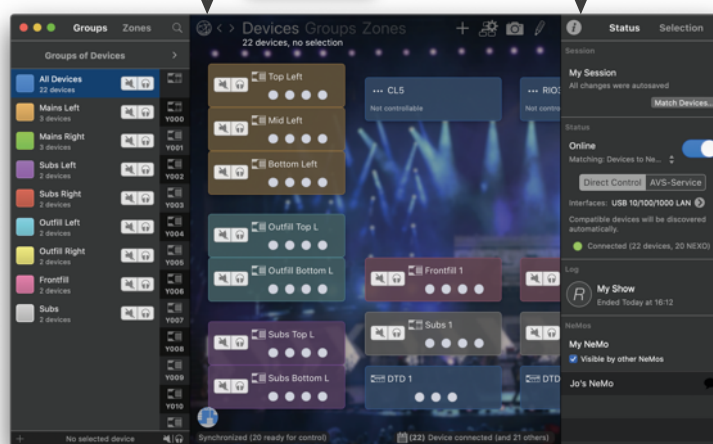 Groups Zones
Groups of Devices
All Devices
22 devices
Mains Left
3 devices
Y000
Mains Right
3 devices
Y001
Subs Left
2 devices
Y002
Subs Right
2 devices
Y003
Outfill Left
2 devices
Y004
Outfill Right
2 devices
Y005
Frontfill
2 devices
Y006
Subs
2 devices
Y007
Y008
Y009
Y010
No selected device
Devices Groups Zones
22 devices, no selection
Top Left
Mid Left
Bottom Left
Outfill Top L
Outfill Bottom L
Subs Top L
Subs Bottom L
CL5
Not controllable
Frontfill 1
Subs 1
DTD 1
RIO3
Not contro
DTD
Synchronized (20 ready for control)
(22) Device connected (and 21 others)
Status Selection
Session
My Session
All changes were autosaved
Match Devices...
Status
Online
Matching: Devices to Ne...
Direct Control AVS-Service
Interfaces: USB 10/100/1000 LAN
Compatible devices will be discovered
automatically.
Connected (22 devices, 20 NEXO)
Log
R
My Show
Ended Today at 16:12
NeMos
My NeMo
Visible by other NeMos
Jo's NeMo